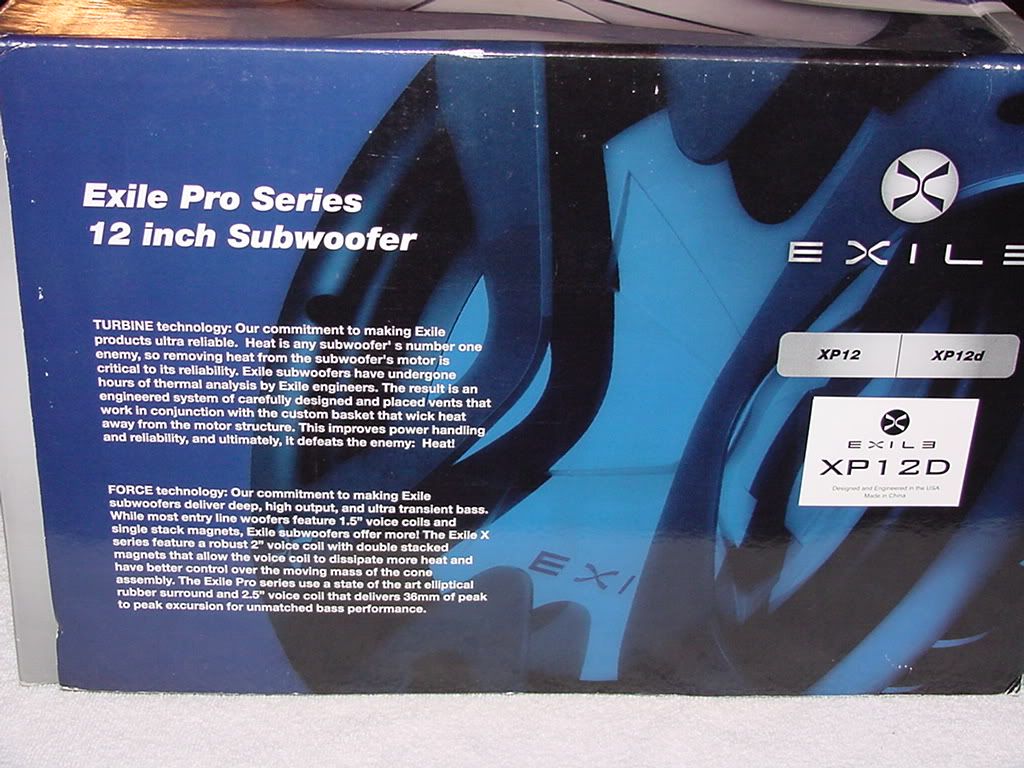 Exile Pro Series
12 inch Subwoofer
TURBINE technology: Our commitment to making Exile
products ultra reliable. Heat is any subwoofer' s number one
enemy, so removing heat from the subwoofer's motor is
critical to its reliability. Exile subwoofers have undergone
hours of thermal analysis by Exile engineers. The result is an
engineered system of carefully designed and placed vents that
work in conjunction with the custom basket that wick heat
away from the motor structure. This improves power handling
and reliability, and ultimately, it defeats the enemy: Heat!
FORCE technology: Our commitment to making Exile
subwoofers deliver deep, high output, and ultra transient bass.
While most entry line woofers feature 1.5" voice coils and
single stack magnets, Exile subwoofers offer more! The Exile X
series feature a robust 2" voice coil with double stacked
magnets that allow the voice coil to dissipate more heat and
have better control over the moving mass of the cone
assembly. The Exile Pro series use a state of the art elliptical
rubber surround and 2.5" voice coil that delivers 36mm of peak
to peak excursion for unmatched bass performance.
EXILE
XP12 XP12d
EXILE
XP12D
Designed and Engineered in the USA
Made in China
EXI